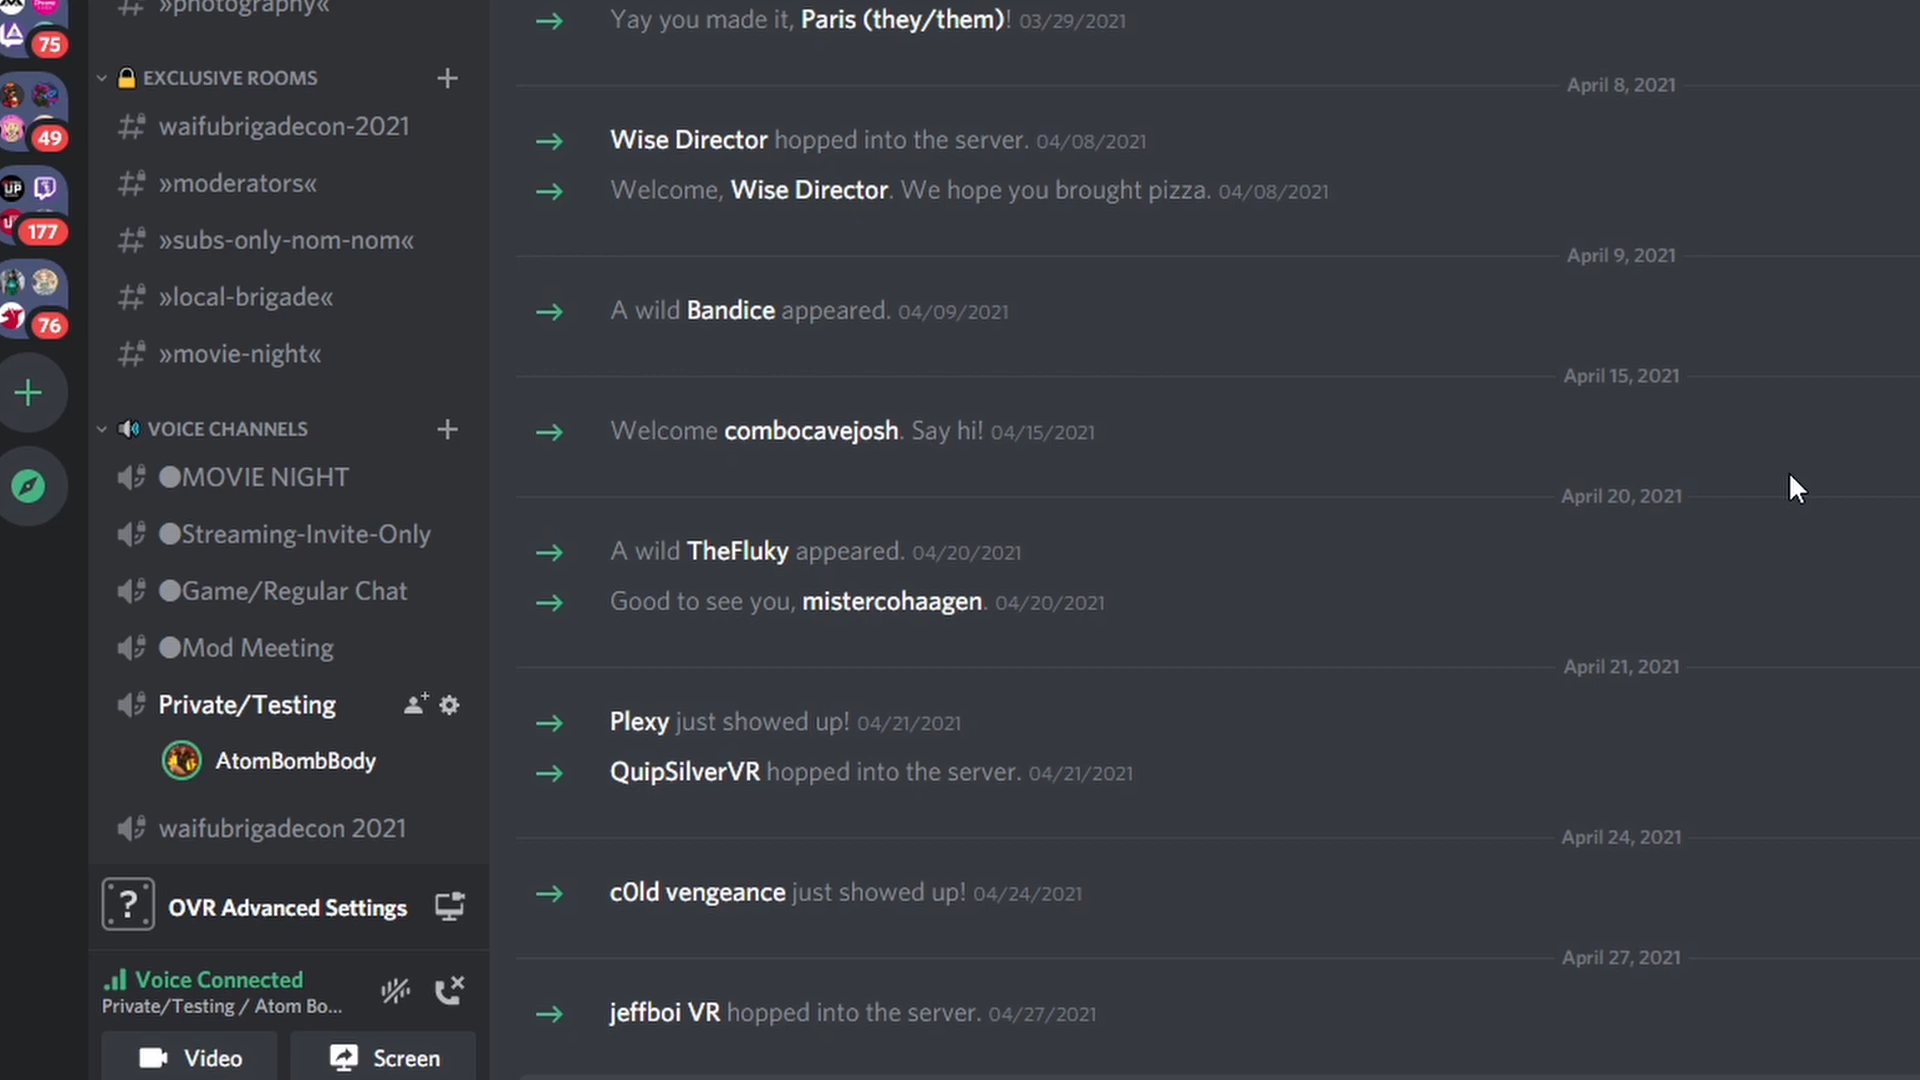 »photography«
75
EXCLUSIVE ROOMS
49
waifubrigadecon-2021
»moderators«
UP
177
»subs-only-nom-nom«
»local-brigade«
76
»movie-night«
VOICE CHANNELS
MOVIE NIGHT
Streaming-Invite-Only
Game/Regular Chat
Mod Meeting
Private/Testing
AtomBombBody
waifubrigadecon 2021
? OVR Advanced Settings
Voice Connected
Private/Testing / Atom Bo...
Video Screen
Yay you made it, Paris (they/them)! 03/29/2021
April 8, 2021
Wise Director hopped into the server. 04/08/2021
Welcome, Wise Director. We hope you brought pizza. 04/08/2021
April 9, 2021
A wild Bandice appeared. 04/09/2021
April 15, 2021
Welcome combocavejosh. Say hi! 04/15/2021
April 20, 2021
A wild TheFluky appeared. 04/20/2021
Good to see you, mistercohaagen. 04/20/2021
April 21, 2021
Plexy just showed up! 04/21/2021
QuipSilverVR hopped into the server. 04/21/2021
April 24, 2021
c0ld vengeance just showed up! 04/24/2021
April 27, 2021
jeffboi VR hopped into the server. 04/27/2021